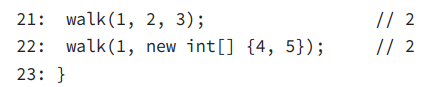 21:  walk(1, 2, 3);                // 2
22:  walk(1, new int[] {4, 5});    // 2
23: }